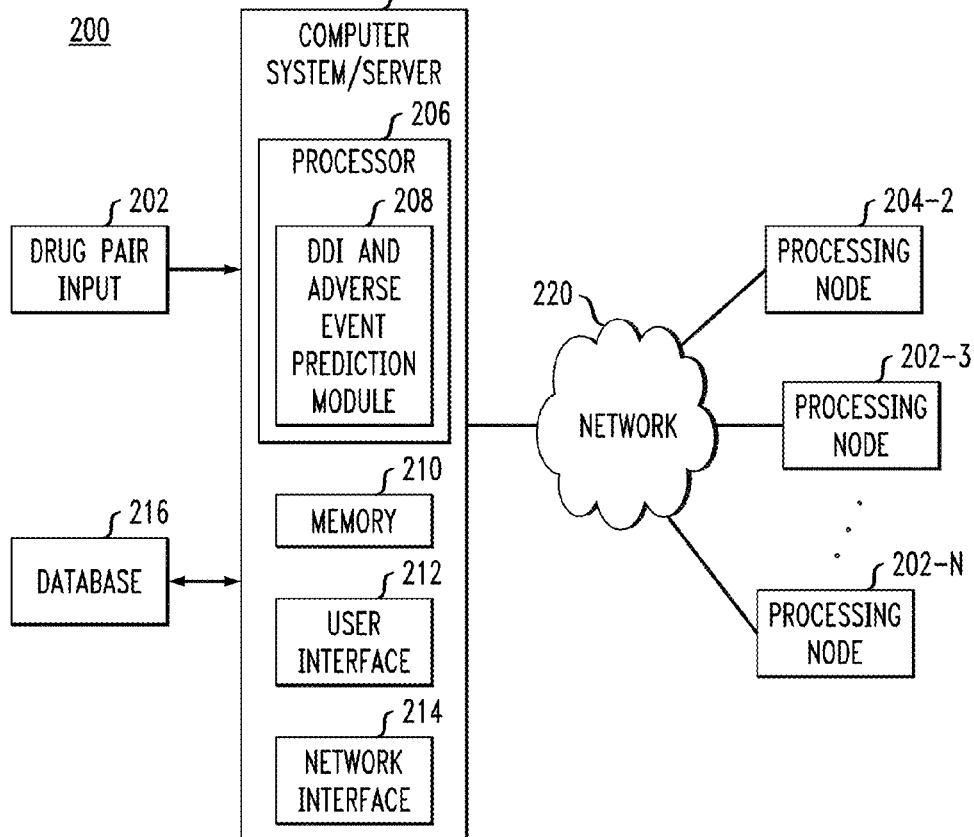 200
COMPUTER
SYSTEM/SERVER
206
PROCESSOR
202
DRUG PAIR
INPUT
208
DDI AND
ADVERSE
EVENT
PREDICTION
MODULE
204-2
PROCESSING
NODE
220
NETWORK
202-3
PROCESSING
NODE
210
MEMORY
216
DATABASE
212
USER
INTERFACE
202-N
PROCESSING
NODE
214
NETWORK
INTERFACE